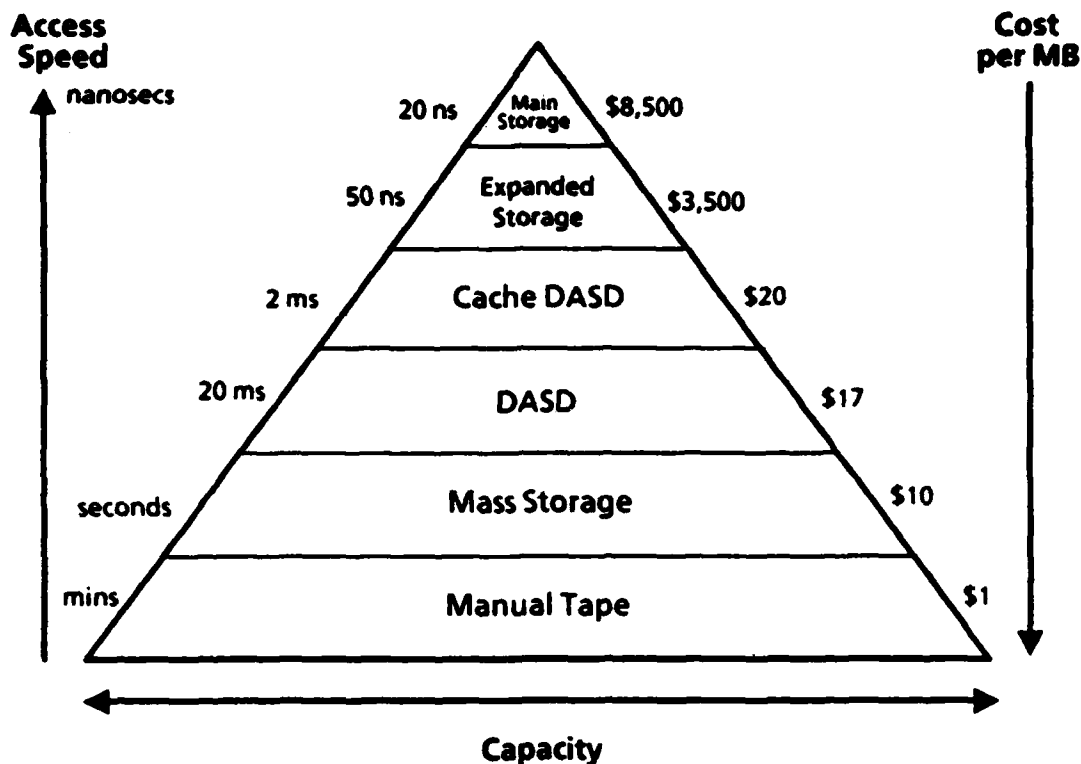 Access
Speed
Cost
per MB
nanosecs
20 ns
Main
Storage
$8,500
50 ns
Expanded
Storage
$3,500
2 ms
Cache DASD
$20
20 ms
DASD
$17
seconds
Mass Storage
$10
mins
Manual Tape
$1
Capacity